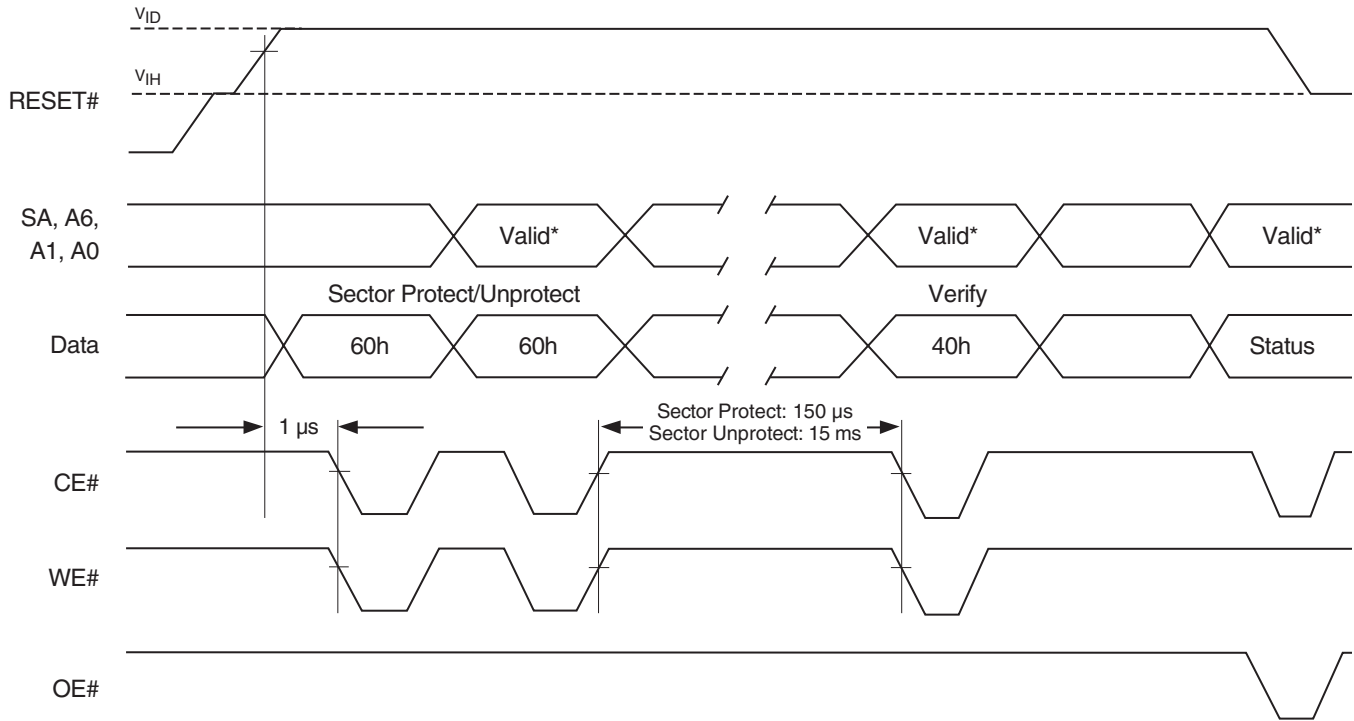 VID
VIH
RESET#
SA, A6,
A1, A0
Valid*
Valid*
Valid*
Sector Protect/Unprotect
Verify
Data
60h
60h
40h
Status
1 µs
Sector Protect: 150 µs
Sector Unprotect: 15 ms
CE#
WE#
OE#